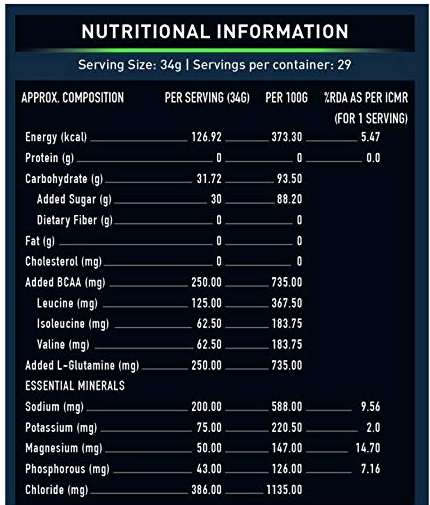 NUTRITIONAL INFORMATION
Serving Size: 34g | Servings per container: 29
APPROX. COMPOSITION PER SERVING (34G) PER 100G %RDA AS PER ICMR
(FOR 1 SERVING)
Energy (kcal) 126.92 373.30 5.47
Protein (g) 0 0 0.0
Carbohydrate (g) 31.72 93.50
Added Sugar (g) 30 88.20
Dietary Fiber (g) 0 0
Fat (g) 0 0
Cholesterol (mg) 0 0
Added BCAA (mg) 250.00 735.00
Leucine (mg) 125.00 367.50
Isoleucine (mg) 62.50 183.75
Valine (mg) 62.50 183.75
Added L-Glutamine (mg) 250.00 735.00
ESSENTIAL MINERALS
Sodium (mg) 200.00 588.00 9.56
Potassium (mg) 75.00 220.50 2.0
Magnesium (mg) 50.00 147.00 14.70
Phosphorous (mg) 43.00 126.00 7.16
Chloride (mg) 386.00 1135.00